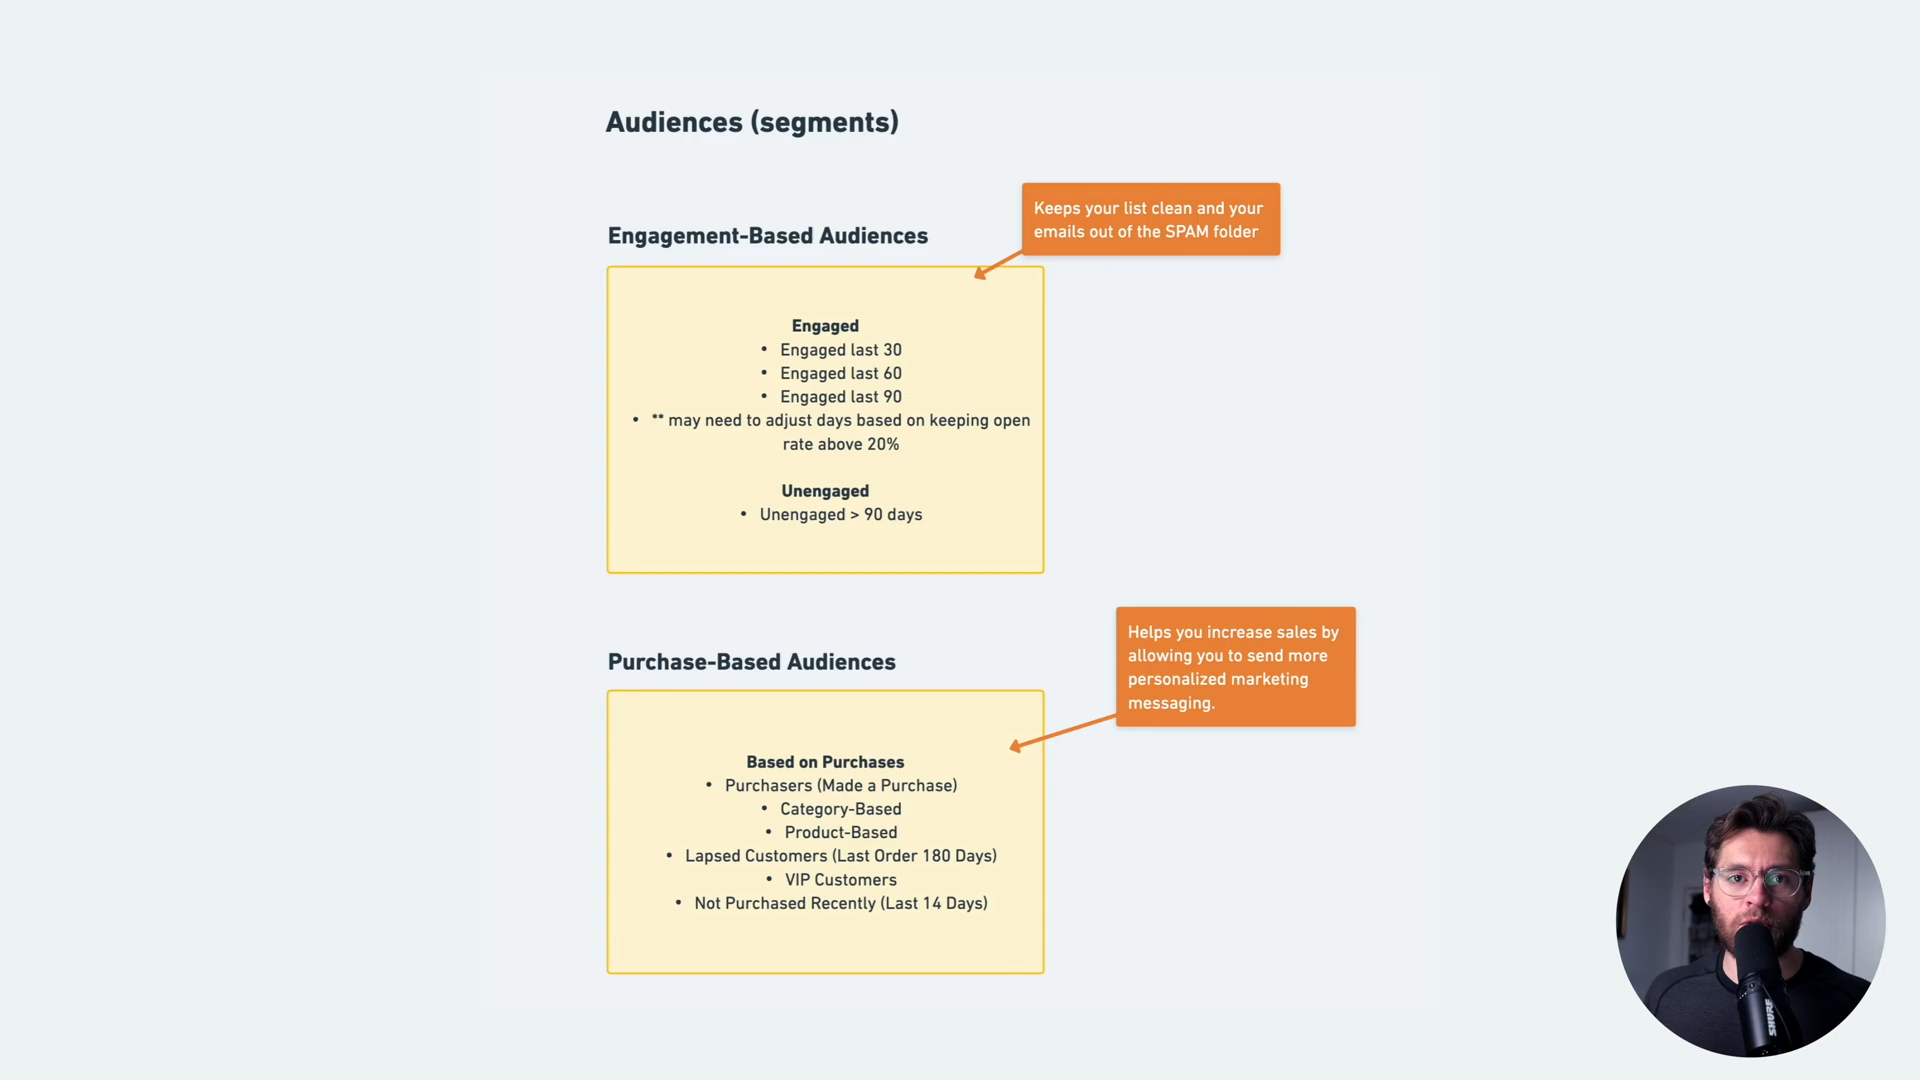 Audiences (segments)
Keeps your list clean and your
emails out of the SPAM folder
Engagement-Based Audiences
Engaged
• Engaged last 30
• Engaged last 60
• Engaged last 90
• ** may need to adjust days based on keeping open
rate above 20%
Unengaged
• Unengaged > 90 days
Helps you increase sales by
allowing you to send more
personalized marketing
messaging.
Purchase-Based Audiences
Based on Purchases
• Purchasers (Made a Purchase)
• Category-Based
• Product-Based
• Lapsed Customers (Last Order 180 Days)
• VIP Customers
• Not Purchased Recently (Last 14 Days)
SHURE